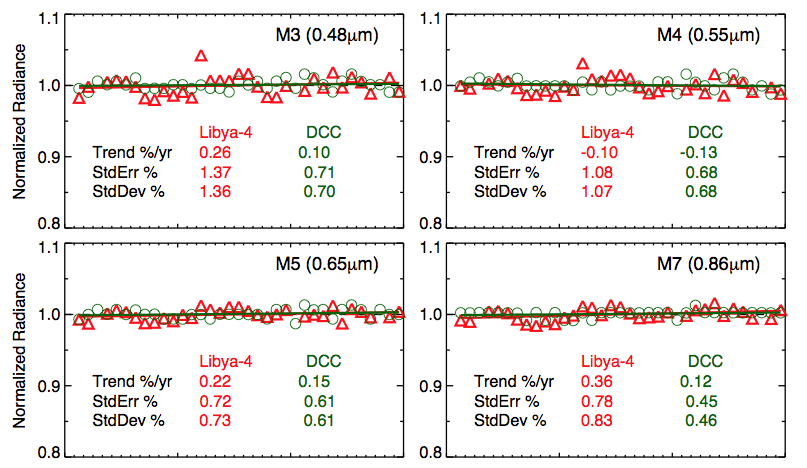 M3 (0.48μm)
1.1
1.0
0.9
0.8
Normalized Radiance
Libya-4 DCC
Trend %/yr 0.26 0.10
StdErr % 1.37 0.71
StdDev % 1.36 0.70
M4 (0.55μm)
1.1
1.0
0.9
0.8
Libya-4 DCC
Trend %/yr -0.10 -0.13
StdErr % 1.08 0.68
StdDev % 1.07 0.68
M5 (0.65μm)
1.1
1.0
0.9
0.8
Normalized Radiance
Libya-4 DCC
Trend %/yr 0.22 0.15
StdErr % 0.72 0.61
StdDev % 0.73 0.61
M7 (0.86μm)
1.1
1.0
0.9
0.8
Libya-4 DCC
Trend %/yr 0.36 0.12
StdErr % 0.78 0.45
StdDev % 0.83 0.46